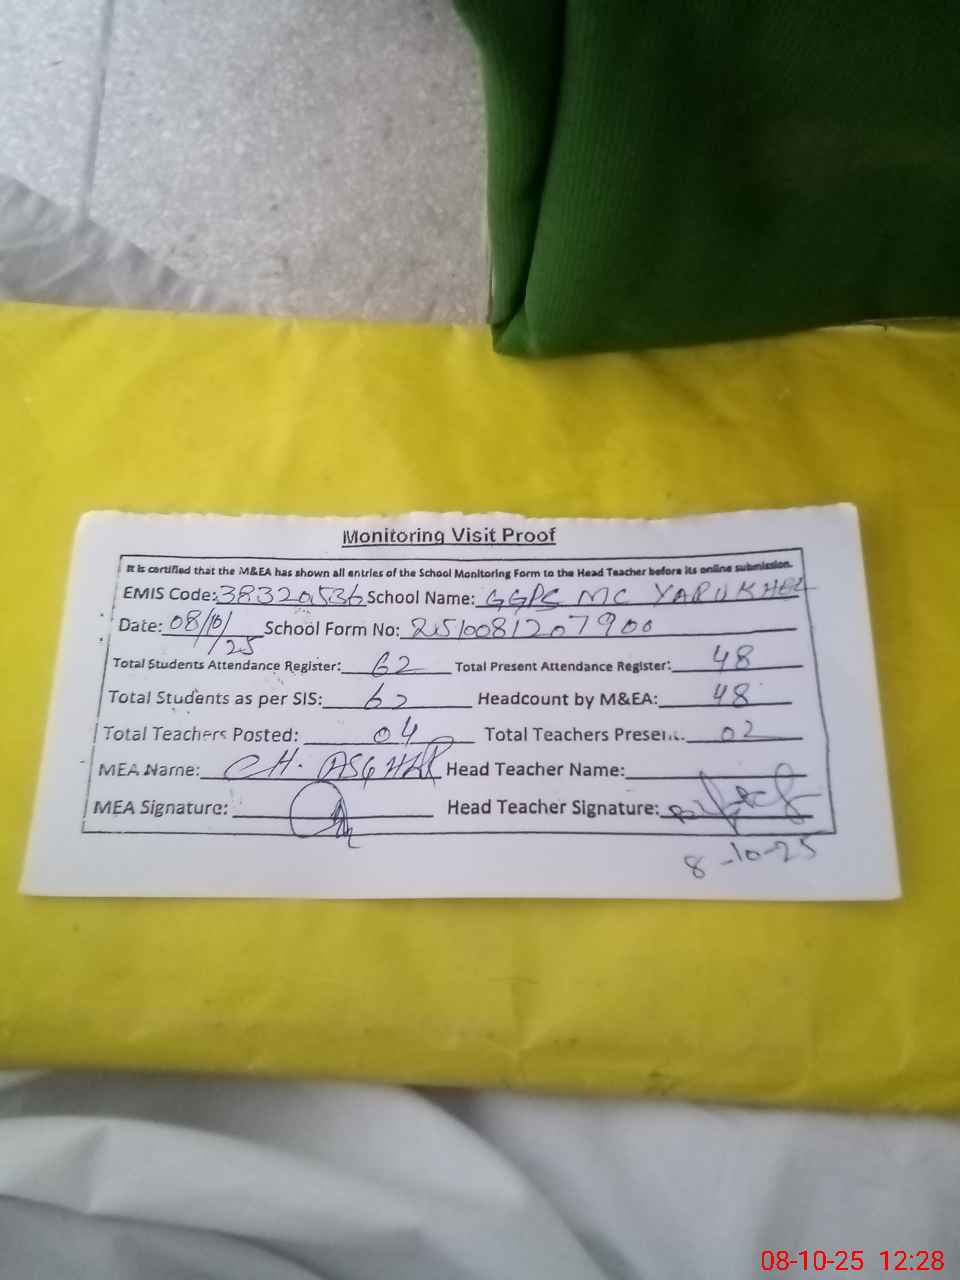 Monitoring Visit Proof
It is certified that the M&EA has shown all entries of the School Monitoring Form to the Head Teacher before its online submission.
EMIS Code: 38320536 School Name: GGPS MC YARU KHEL
Date: 08/10/25 School Form No: 2510081207900
Total Students Attendance Register: 62 Total Present Attendance Register: 48
Total Students as per SIS: 62 Headcount by M&EA: 48
Total Teachers Posted: 04 Total Teachers Present: 02
MEA Name: CH. ASGHAR Head Teacher Name:
MEA Signature: Head Teacher Signature:
8-10-25
08-10-25 12:28